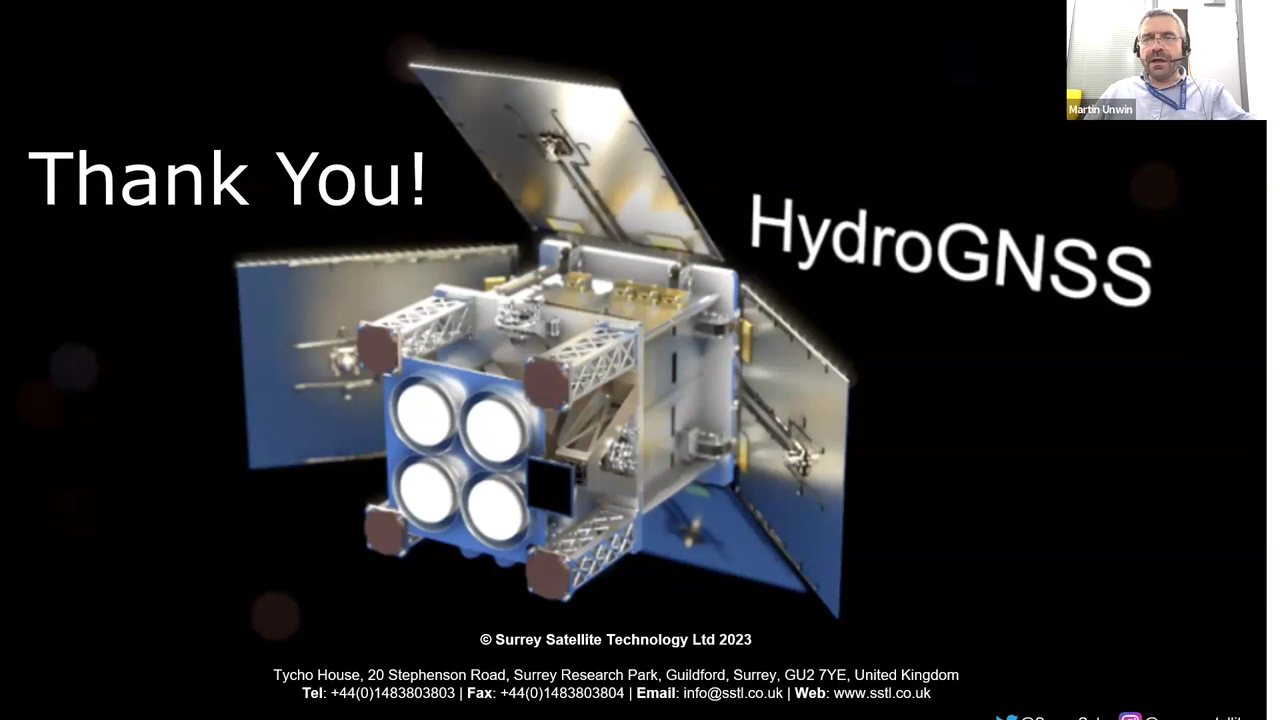 Martin Unwin
Thank You!
HydroGNSS
© Surrey Satellite Technology Ltd 2023
Tycho House, 20 Stephenson Road, Surrey Research Park, Guildford, Surrey, GU2 7YE, United Kingdom
Tel: +44(0)1483803803 | Fax: +44(0)1483803804 | Email: info@sstl.co.uk | Web: www.sstl.co.uk